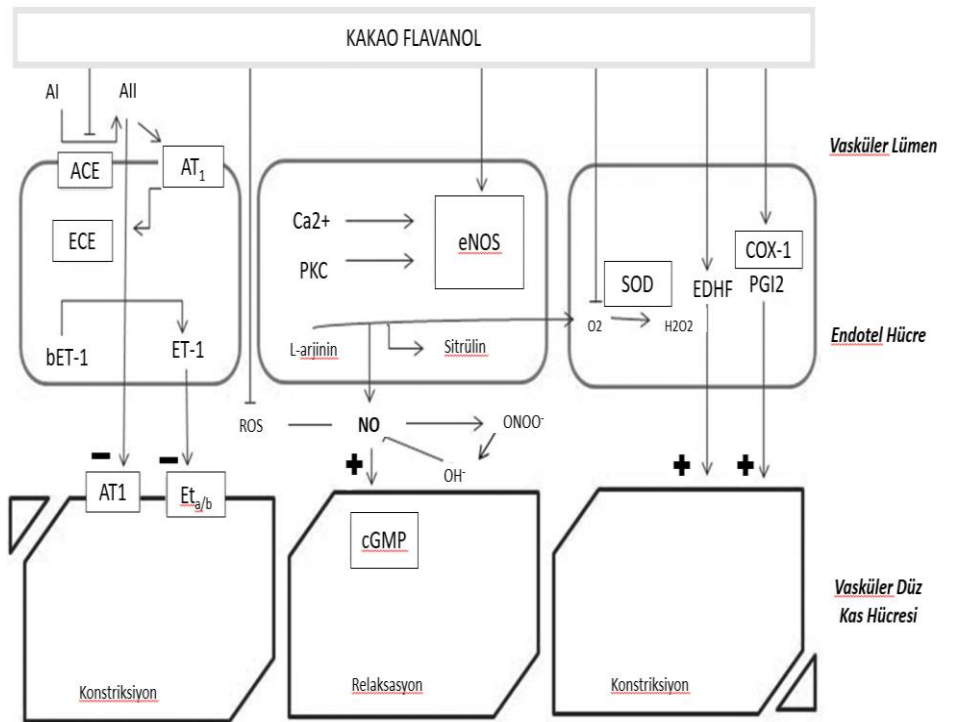 KAKAO FLAVANOL
AI
AII
Vasküler Lümen
ACE
AT1
ECE
bET-1
ET-1
Ca2+
PKC
eNOS
L-arjinin
Sitrülin
SOD
O2
H2O2
EDHF
COX-1
PGI2
Endotel Hücre
ROS
NO
ONOO-
OH-
AT1
Eta/b
cGMP
Vasküler Düz
Kas Hücresi
Konstriksiyon
Relaksasyon
Konstriksiyon